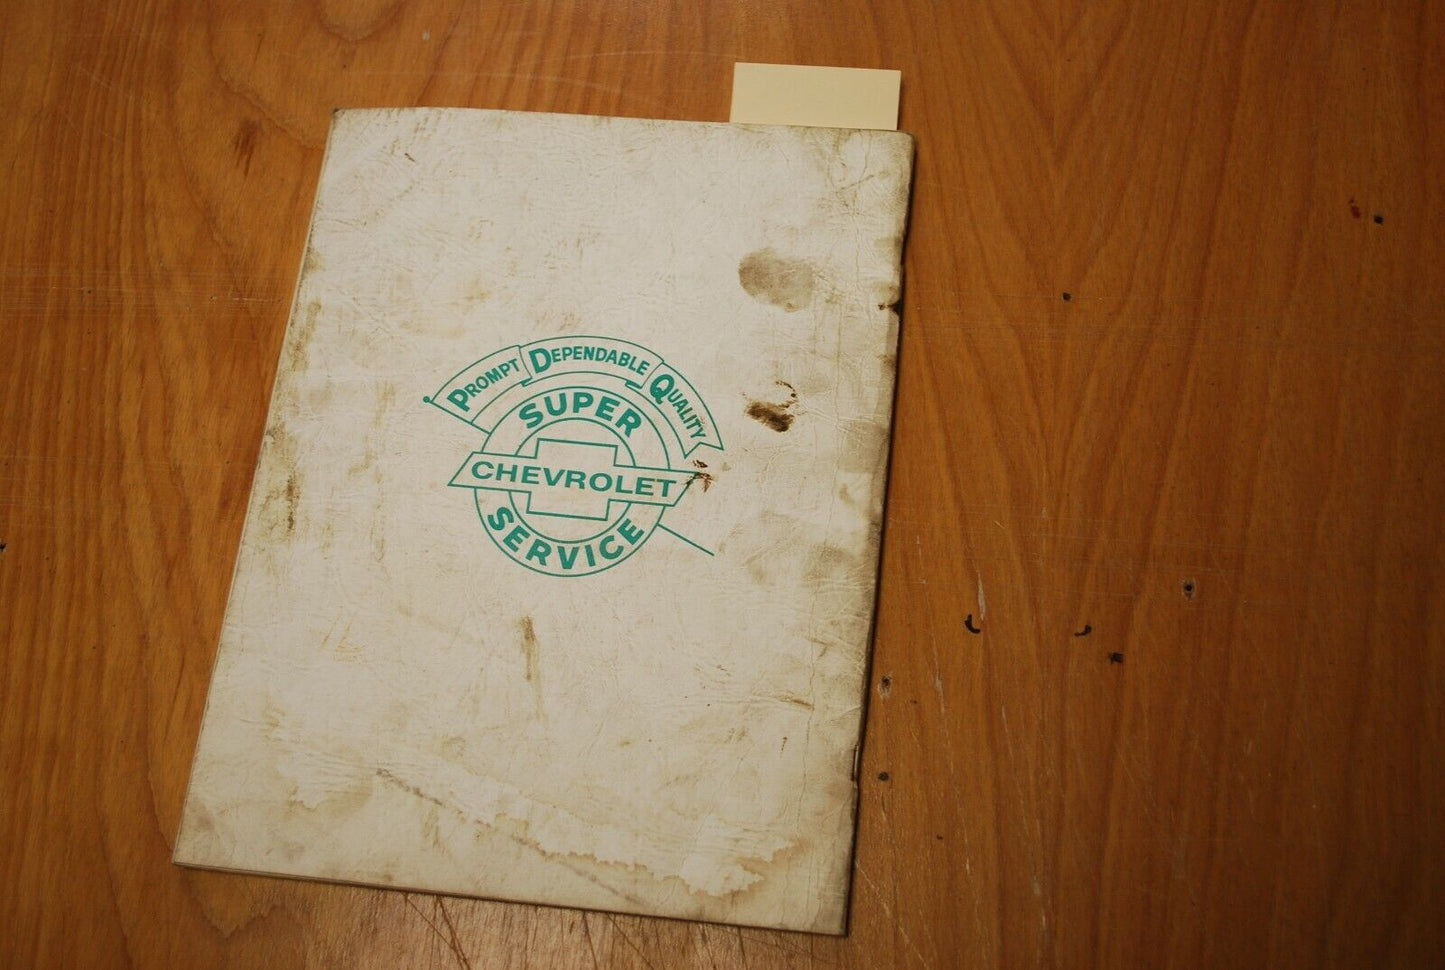 PROMPT DEPENDABLE QUALITY
SUPER
CHEVROLET
SERVICE